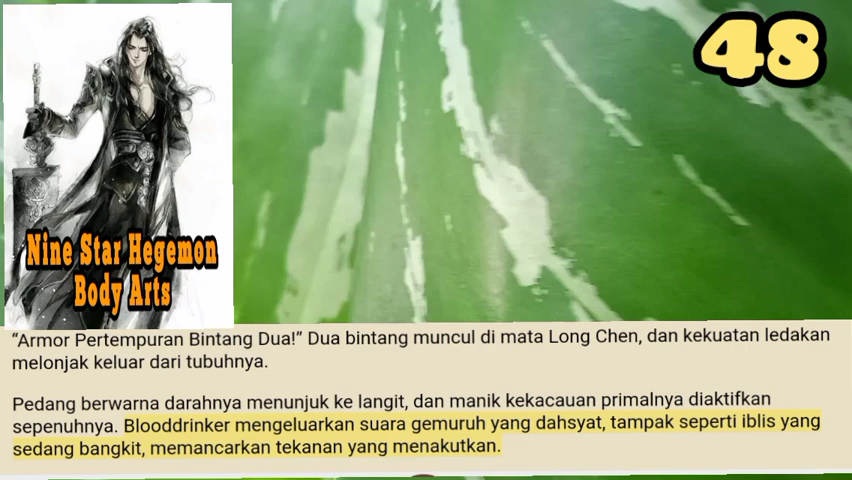 48
Nine Star Hegemon
Body Arts
“Armor Pertempuran Bintang Dua!” Dua bintang muncul di mata Long Chen, dan kekuatan ledakan
melonjak keluar dari tubuhnya.
Pedang berwarna darahnya menunjuk ke langit, dan manik kekacauan primalnya diaktifkan
sepenuhnya. Blooddrinker mengeluarkan suara gemuruh yang dahsyat, tampak seperti iblis yang
sedang bangkit, memancarkan tekanan yang menakutkan.